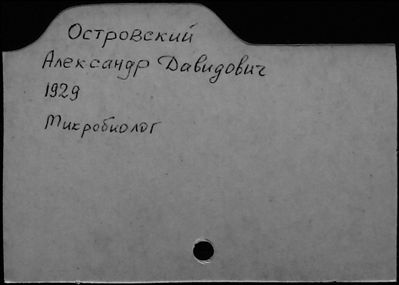 Островский
Александр Давидович
1929
Микробиолог